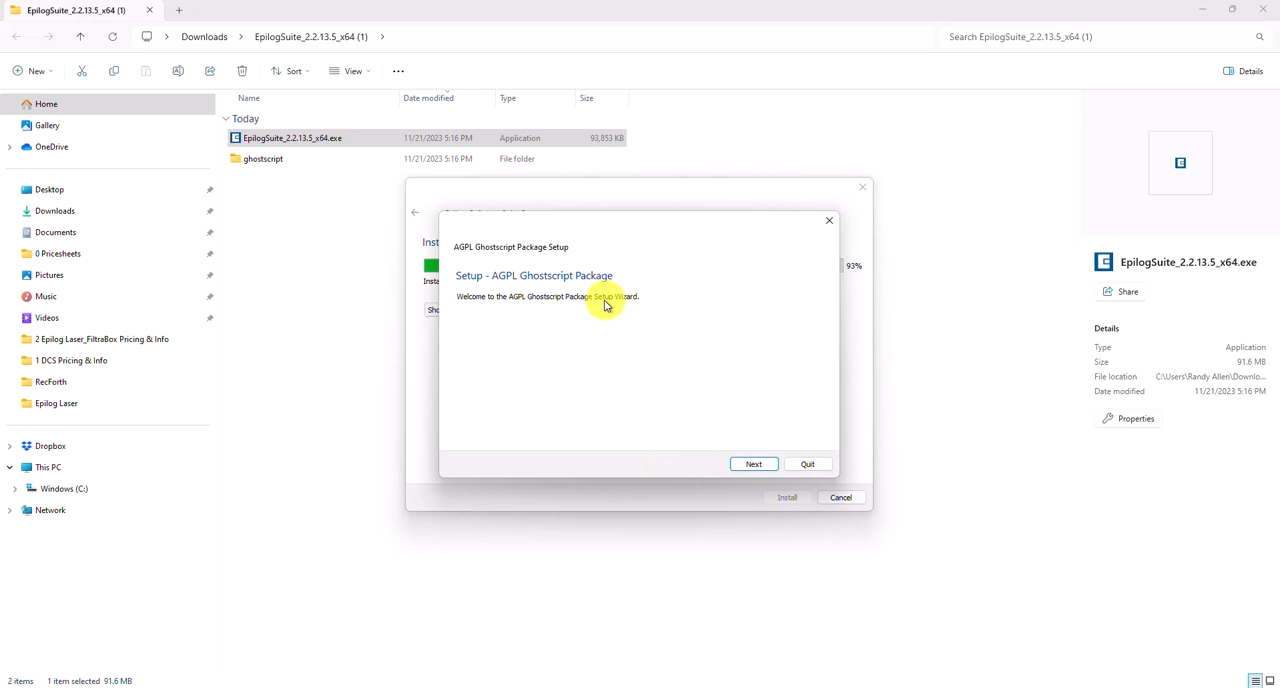 EpilogSuite_2.2.13.5_x64 (1)
Downloads
EpilogSuite_2.2.13.5_x64 (1)
Search EpilogSuite_2.2.13.5_x64 (1)
New
Sort
View
Details
Home
Gallery
OneDrive
Desktop
Downloads
Documents
0 Pricesheets
Pictures
Music
Videos
2 Epilog Laser_FiltraBox Pricing & Info
1 DCS Pricing & Info
RecForth
Epilog Laser
Dropbox
This PC
Windows (C:)
Network
Name Date modified Type Size
Today
EpilogSuite_2.2.13.5_x64.exe 11/21/2023 5:16 PM Application 93,853 KB
ghostscript 11/21/2023 5:16 PM File folder
Inst
93%
Insta
Sho
Install Cancel
AGPL Ghostscript Package Setup
Setup - AGPL Ghostscript Package
Welcome to the AGPL Ghostscript Package Setup Wizard.
Next Quit
EpilogSuite_2.2.13.5_x64.exe
Share
Details
Type Application
Size 91.6 MB
File location C:\Users\Randy Allen\Downlo...
Date modified 11/21/2023 5:16 PM
Properties
2 items 1 item selected 91.6 MB